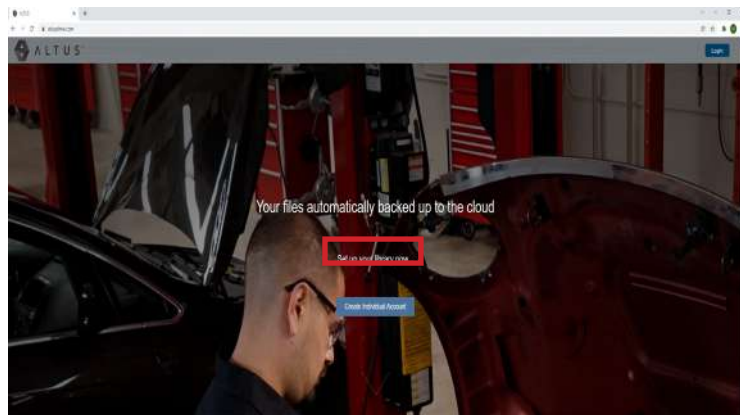 ALTUS
Login
Your files automatically backed up to the cloud
Set up your library now
Create Individual Account